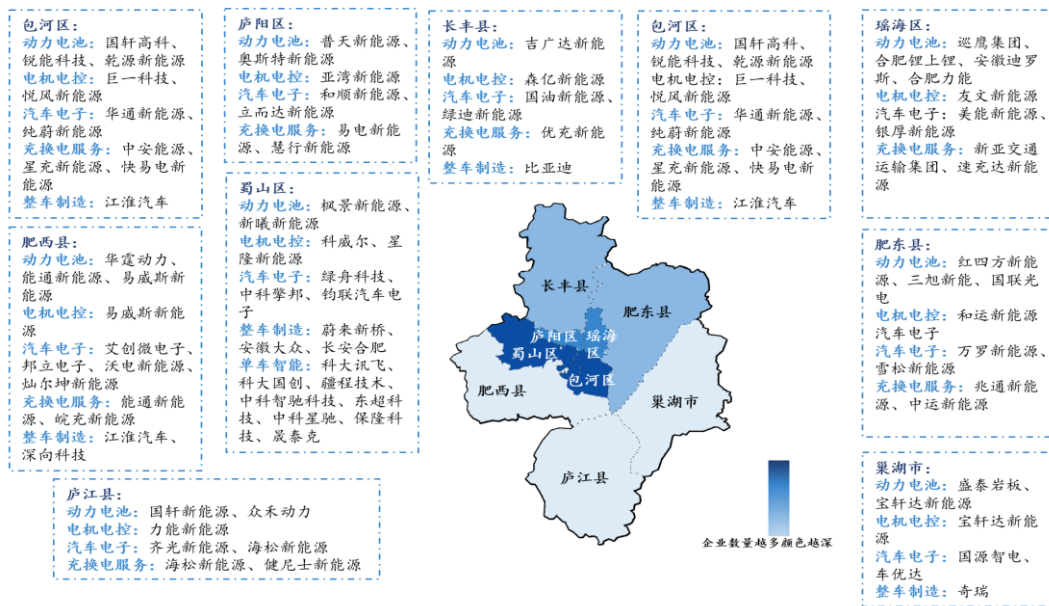 包河区:
动力电池: 国轩高科、
锐能科技、乾源新能源
电机电控: 巨一科技、
悦风新能源
汽车电子: 华通新能源、
纯蔚新能源
充换电服务: 中安能源、
星充新能源、快易电新
能源
整车制造: 江淮汽车
庐阳区:
动力电池: 普天新能源、
奥斯特新能源
电机电控: 亚湾新能源
汽车电子: 和顺新能源、
立而达新能源
充换电服务: 易电新能
源、慧行新能源
长丰县:
动力电池: 吉广达新能
源
电机电控: 森亿新能源
汽车电子: 国油新能源、
绿迪新能源
充换电服务: 优充新能
源
整车制造: 比亚迪
包河区:
动力电池: 国轩高科、
锐能科技、乾源新能源
电机电控: 巨一科技、
悦风新能源
汽车电子: 华通新能源、
纯蔚新能源
充换电服务: 中安能源、
星充新能源、快易电新
能源
整车制造: 江淮汽车
瑶海区:
动力电池: 巡鹰集团、
合肥锂上锂、安徽迪罗
斯、合肥力能
电机电控: 友文新能源
汽车电子: 美能新能源、
银厚新能源
充换电服务: 新亚交通
运输集团、速充达新能
源
肥西县:
动力电池: 华霆动力、
能通新能源、易威斯新
能源
电机电控: 易威斯新能
源
汽车电子: 艾创微电子、
邦立电子、沃电新能源、
灿尔坤新能源
充换电服务: 能通新能
源、皖充新能源
整车制造: 江淮汽车、
深向科技
蜀山区:
动力电池: 枫景新能源、
新曦新能源
电机电控: 科威尔、星
隆新能源
汽车电子: 绿舟科技、
中科擎邦、钧联汽车电
子
整车制造: 蔚来新桥、
安徽大众、长安合肥
单车智能: 科大讯飞、
科大国创、疆程技术、
中科智驰科技、东超科
技、中科星驰、保隆科
技、晟泰克
长丰县
肥东县
庐阳区
瑶海
区
蜀山区
包河区
肥西县
巢湖市
庐江县
企业数量越多颜色越深
肥东县:
动力电池: 红四方新能
源、三旭新能、国联光
电
电机电控: 和运新能源
汽车电子
汽车电子: 万罗新能源、
雪松新能源
充换电服务: 兆通新能
源、中运新能源
庐江县:
动力电池: 国轩新能源、众禾动力
电机电控: 力能新能源
汽车电子: 齐光新能源、海松新能源
充换电服务: 海松新能源、健尼士新能源
巢湖市:
动力电池: 盛泰岩板、
宝轩达新能源
电机电控: 宝轩达新能
源
汽车电子: 国源智电、
车优达
整车制造: 奇瑞